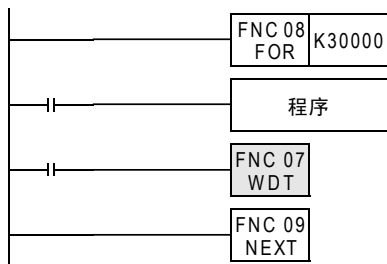 FNC 08
FOR
K30000
程序
FNC 07
WDT
FNC 09
NEXT